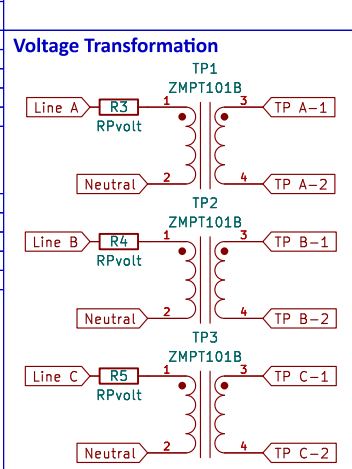 Voltage Transformation
TP1
ZMPT101B
Line A R3 1 3 TP A-1
RPvolt
Neutral 2 4 TP A-2
TP2
ZMPT101B
Line B R4 1 3 TP B-1
RPvolt
Neutral 2 4 TP B-2
TP3
ZMPT101B
Line C R5 1 3 TP C-1
RPvolt
Neutral 2 4 TP C-2